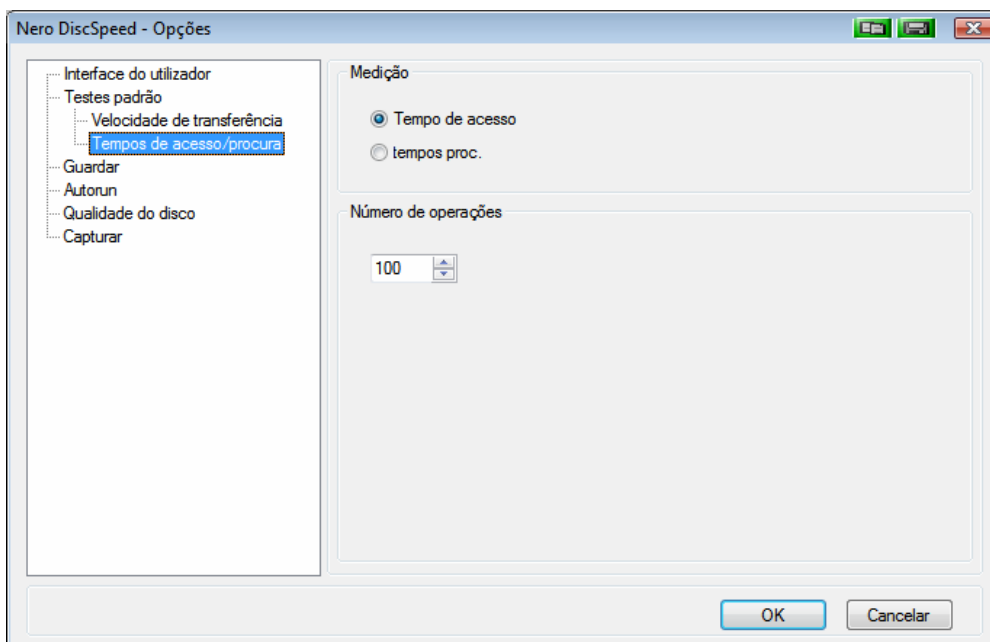 Nero DiscSpeed - Opções
Interface do utilizador
Testes padrão
Velocidade de transferência
Tempos de acesso/procura
Guardar
Autorun
Qualidade do disco
Capturar
Medição
Tempo de acesso
tempos proc.
Número de operações
100
OK
Cancelar